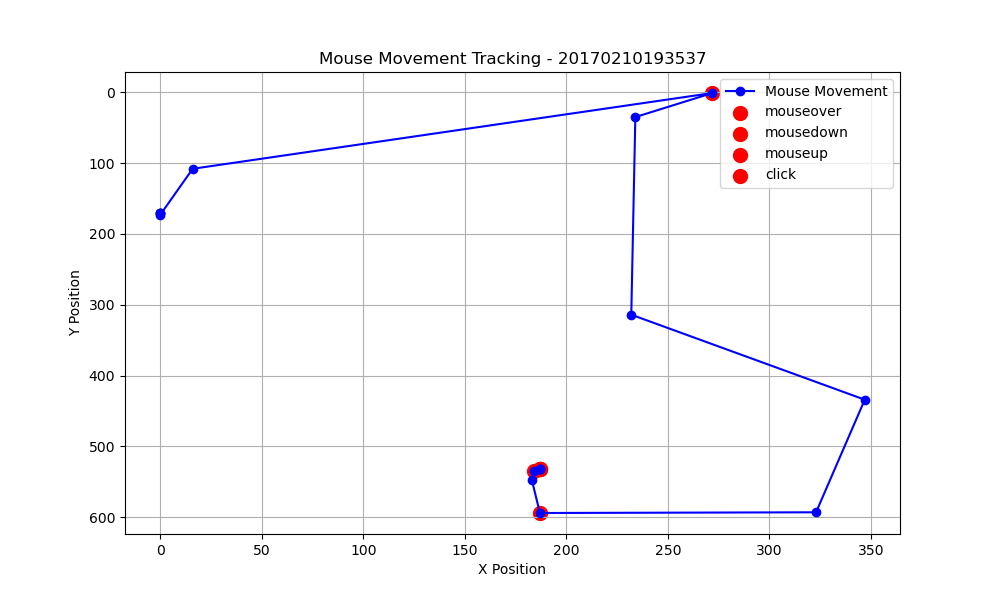 Mouse Movement Tracking - 20170210193537
Mouse Movement
mouseover
mousedown
mouseup
click
0
100
200
300
400
500
600
Y Position
0
50
100
150
200
250
300
350
X Position